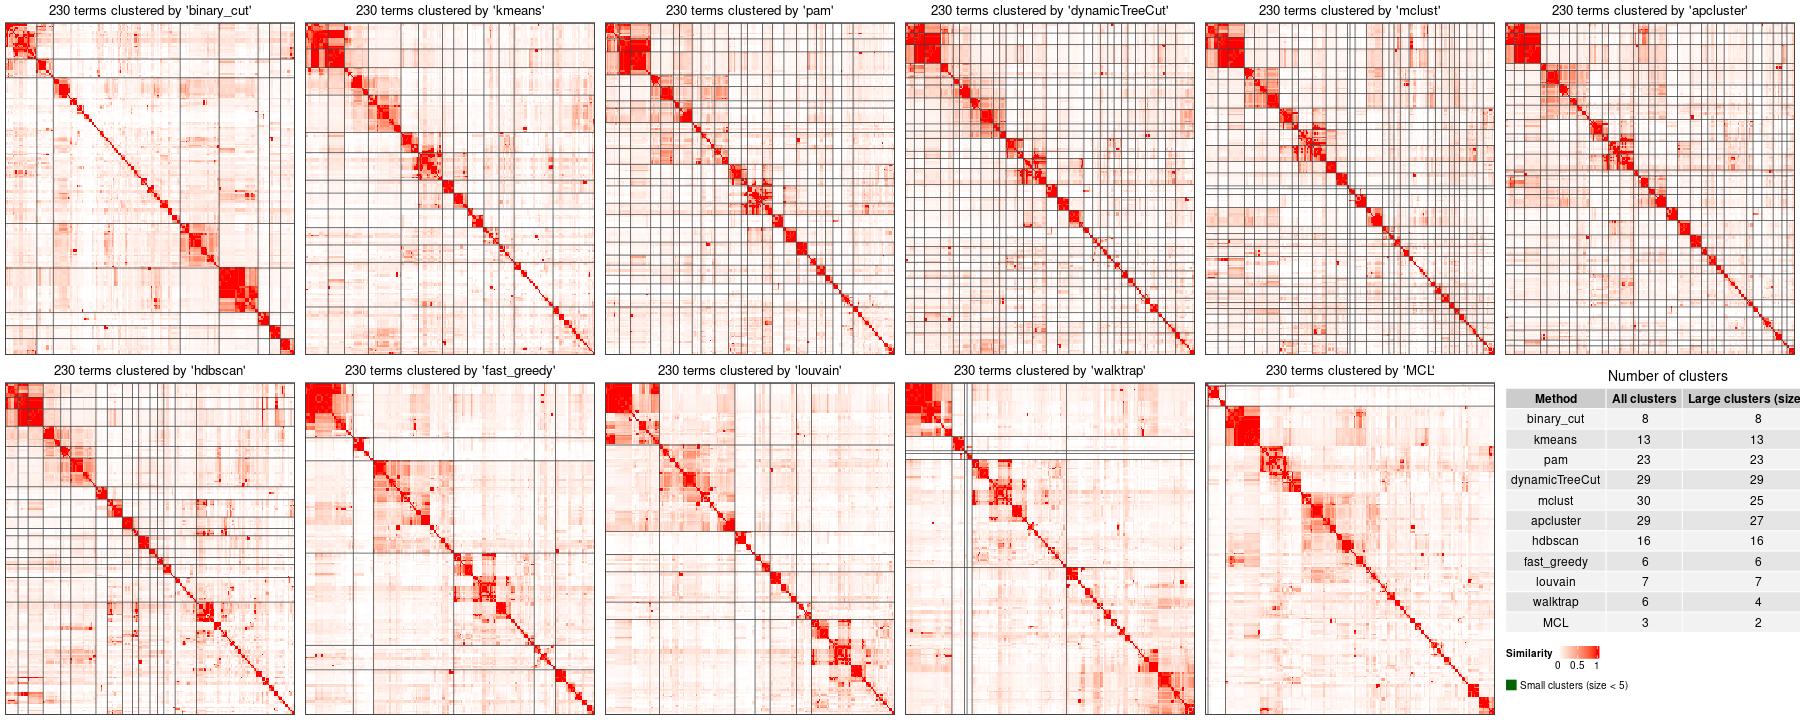 230 terms clustered by 'binary_cut'
230 terms clustered by 'kmeans'
230 terms clustered by 'pam'
230 terms clustered by 'dynamicTreeCut'
230 terms clustered by 'mclust'
230 terms clustered by 'apcluster'
230 terms clustered by 'hdbscan'
230 terms clustered by 'fast_greedy'
230 terms clustered by 'louvain'
230 terms clustered by 'walktrap'
230 terms clustered by 'MCL'
Number of clusters
Method All clusters Large clusters (size
binary_cut 8 8
kmeans 13 13
pam 23 23
dynamicTreeCut 29 29
mclust 30 25
apcluster 29 27
hdbscan 16 16
fast_greedy 6 6
louvain 7 7
walktrap 6 4
MCL 3 2
Similarity
0 0.5 1
Small clusters (size < 5)